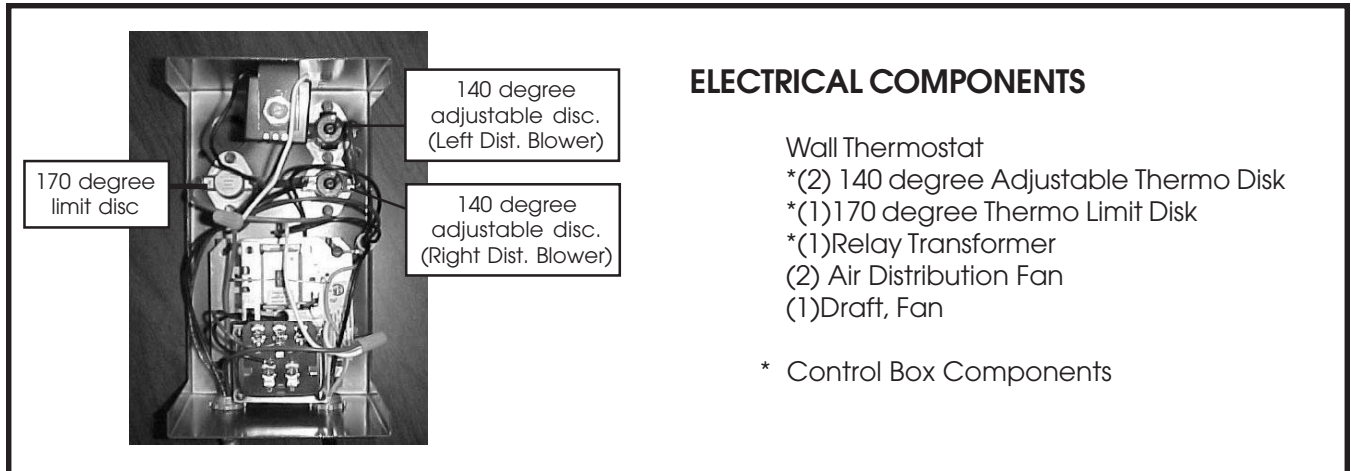 140 degree
adjustable disc.
(Left Dist. Blower)
170 degree
limit disc
140 degree
adjustable disc.
(Right Dist. Blower)
ELECTRICAL COMPONENTS
Wall Thermostat
*(2) 140 degree Adjustable Thermo Disk
*(1)170 degree Thermo Limit Disk
*(1)Relay Transformer
(2) Air Distribution Fan
(1)Draft, Fan
* Control Box Components